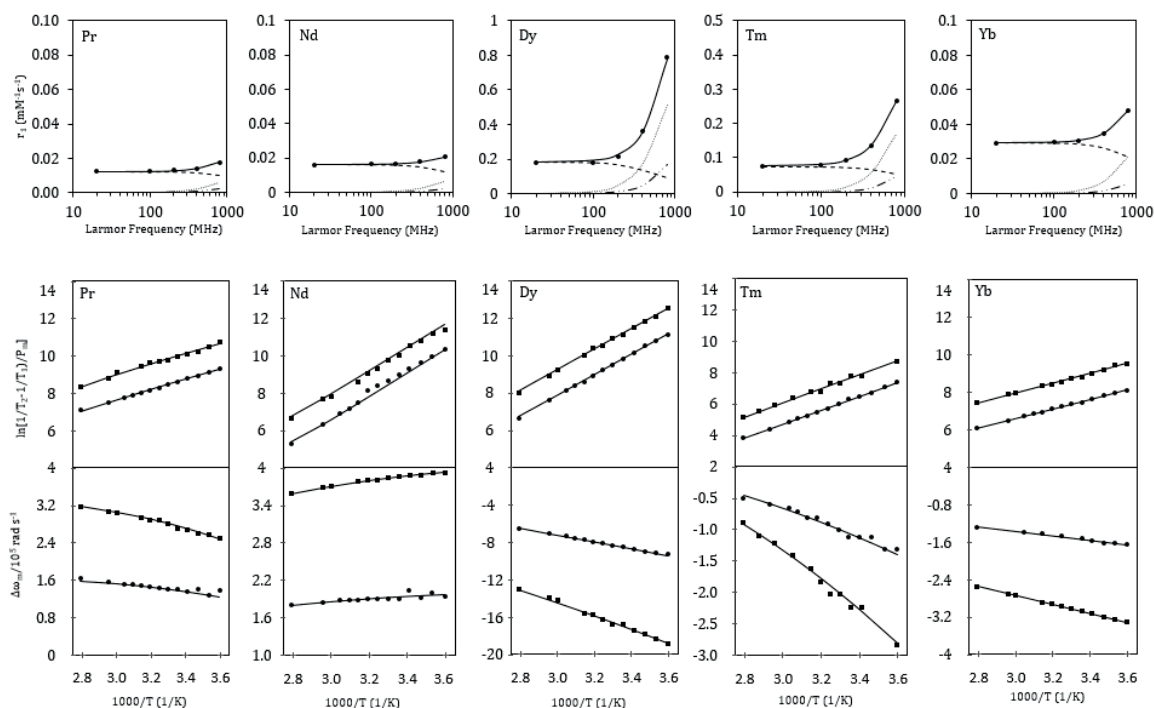 0.10 Pr 0.1 Nd 1 Dy 0.5 Tm 0.1 Yb
0.08 0.08 0.8 0.4 0.08
0.06 0.06 0.6 0.3 0.06
0.04 0.04 0.4 0.2 0.04
0.02 0.02 0.2 0.1 0.02
0.00 0 0 0 0
r₁ [mM⁻¹s⁻¹]
10 100 1000 10 100 1000 10 100 1000 10 100 1000 10 100 1000
Larmor Frequency (MHz) Larmor Frequency (MHz) Larmor Frequency (MHz) Larmor Frequency (MHz) Larmor Frequency (MHz)
14 Pr 14 Nd 14 Dy 14 Tm 14 Yb
12 12 12 12 12
10 10 10 10 10
8 8 8 8 8
6 6 6 6 6
4 4 4 4 4
2
ln[1/T₂-1/T₁)/Pₘ]
3.2 3.4 -4 -0.5 -0.8
2.4 2.8 -8 -1.0 -1.6
1.6 2.2 -12 -1.5 -2.4
0.8 1.6 -16 -2.0 -3.2
0 1.0 -20 -2.5 -4
-3.0
Δωₘ/10⁵ rad s⁻¹
2.8 3.0 3.2 3.4 3.6 2.8 3.0 3.2 3.4 3.6 2.8 3.0 3.2 3.4 3.6 2.8 3.0 3.2 3.4 3.6 2.8 3.0 3.2 3.4 3.6
1000/T (1/K) 1000/T (1/K) 1000/T (1/K) 1000/T (1/K) 1000/T (1/K)